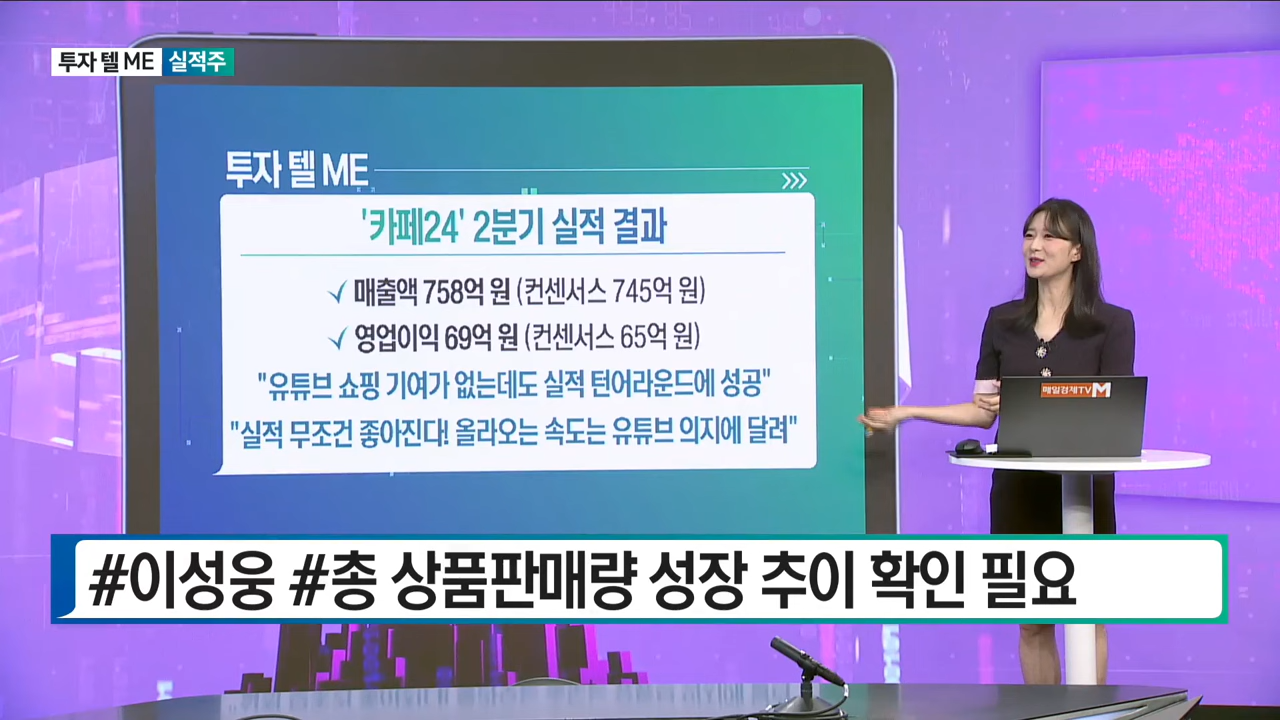 투자 텔 ME 실적주
투자 텔 ME
'카페24' 2분기 실적 결과
매출액 758억 원 (컨센서스 745억 원)
영업이익 69억 원 (컨센서스 65억 원)
"유튜브 쇼핑 기여가 없는데도 실적 턴어라운드에 성공"
"실적 무조건 좋아진다! 올라오는 속도는 유튜브 의지에 달려"
매일경제TV M
#이성웅 #총 상품판매량 성장 추이 확인 필요